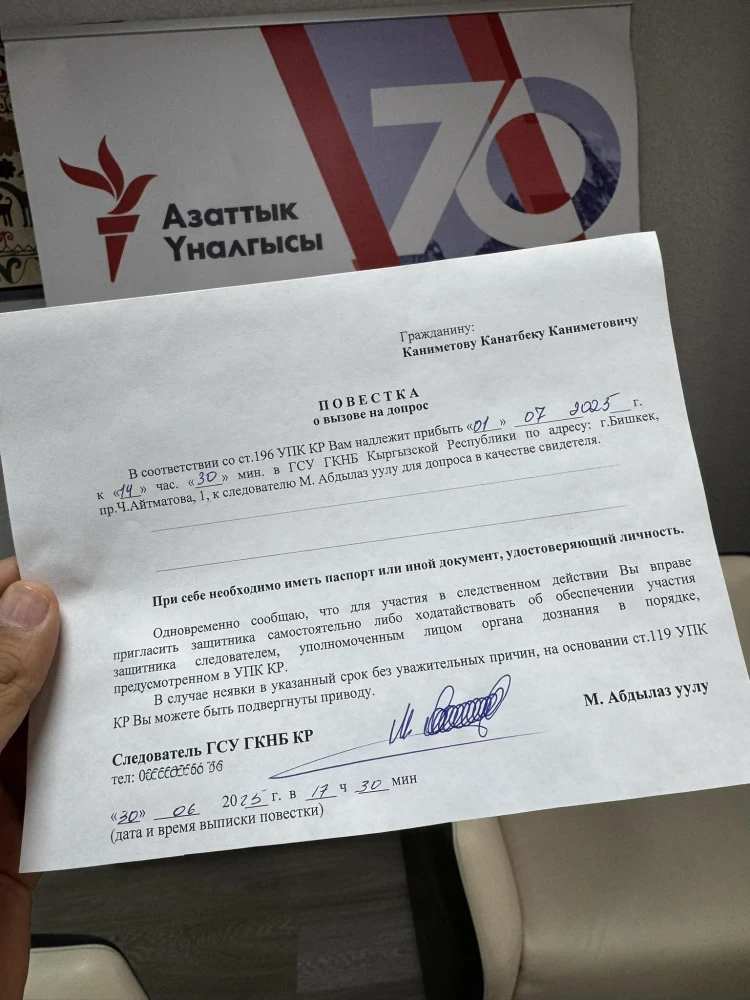 70
Азаттык
Үналгысы
Гражданину:
Каниметову Канатбеку Каниметовичу
ПОВЕСТКА
о вызове на допрос
В соответствии со ст.196 УПК КР Вам надлежит прибыть «01» 07 2025 г.
к «14» час. «30» мин. в ГСУ ГКНБ Кыргызской Республики по адресу: г.Бишкек,
пр.Ч.Айтматова, 1, к следователю М. Абдылаз уулу для допроса в качестве свидетеля.
При себе необходимо иметь паспорт или иной документ, удостоверяющий личность.
Одновременно сообщаю, что для участия в следственном действии Вы вправе
пригласить защитника самостоятельно либо ходатайствовать об обеспечении участия
защитника следователем, уполномоченным лицом органа дознания в порядке,
предусмотренном в УПК КР.
В случае неявки в указанный срок без уважительных причин, на основании ст.119 УПК
КР Вы можете быть подвергнуты приводу.
Следователь ГСУ ГКНБ КР
М. Абдылаз уулу
тел:
«30» 06 2025 г. в 17 ч 30 мин
(дата и время выписки повестки)